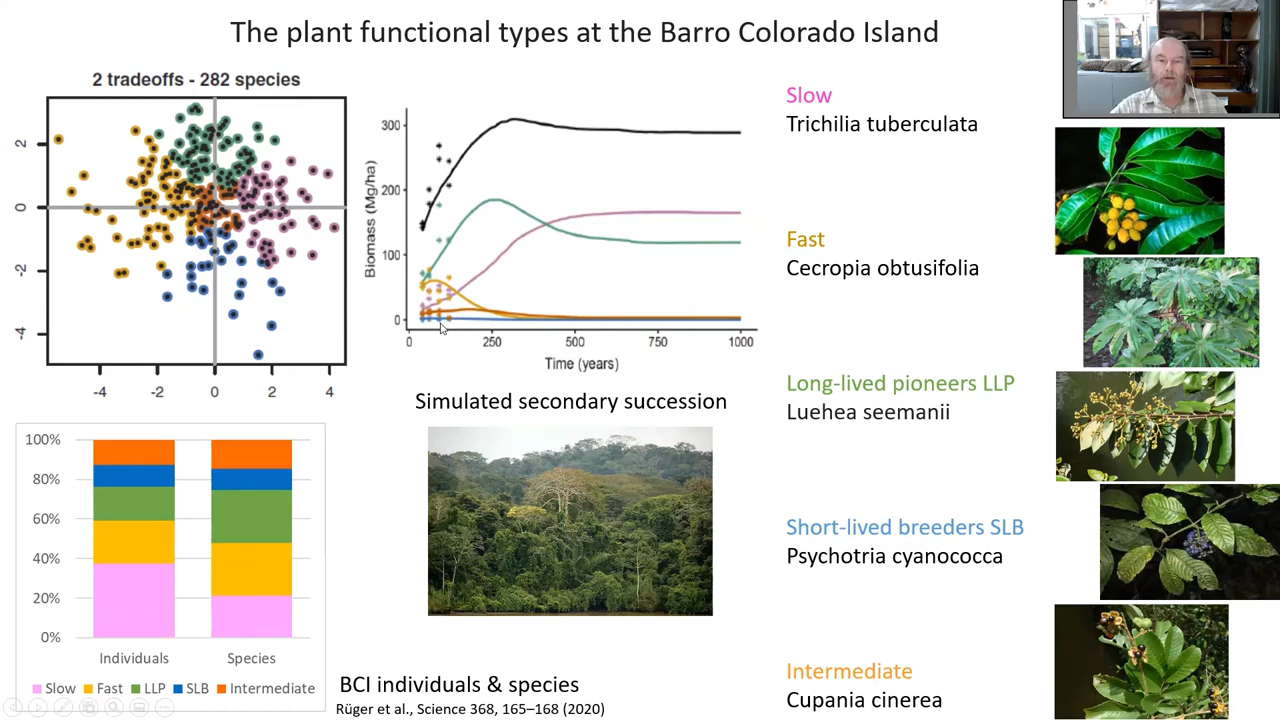 The plant functional types at the Barro Colorado Island
2 tradeoffs - 282 species
2
0
-2
-4
-4
-2
0
2
4
Biomass (Mg/ha)
300
200
100
0
0
250
500
750
1000
Time (years)
Simulated secondary succession
100%
80%
60%
40%
20%
0%
Individuals
Species
Slow
Fast
LLP
SLB
Intermediate
BCI individuals & species
Rüger et al., Science 368, 165–168 (2020)
Slow
Trichilia tuberculata
Fast
Cecropia obtusifolia
Long-lived pioneers LLP
Luehea seemanii
Short-lived breeders SLB
Psychotria cyanococca
Intermediate
Cupania cinerea